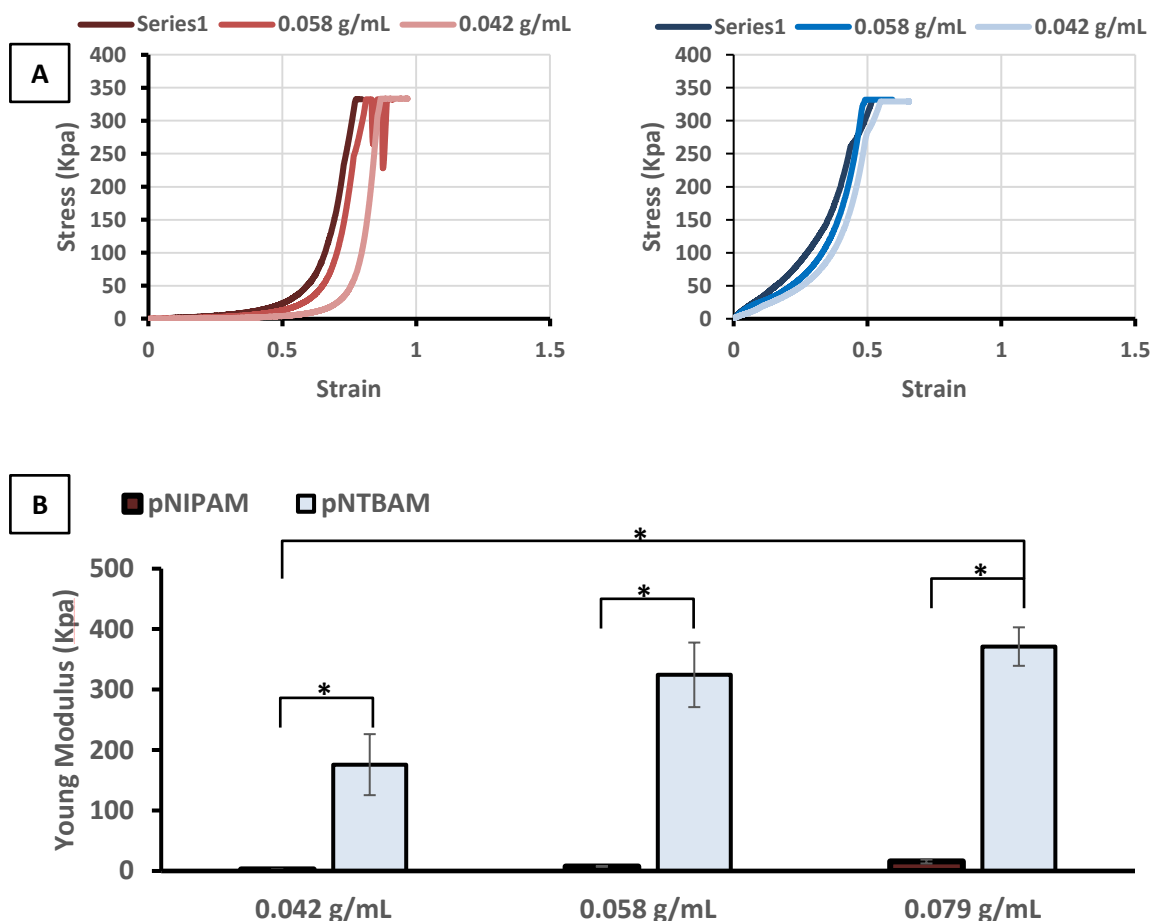 A
Series1 0.058 g/mL 0.042 g/mL
400
350
300
250
200
150
100
50
0
Stress (Kpa)
0 0.5 1 1.5
Strain
Series1 0.058 g/mL 0.042 g/mL
400
350
300
250
200
150
100
50
0
Stress (Kpa)
0 0.5 1 1.5
Strain
B
pNIPAM pNTBAM
*
*
*
*
500
400
300
200
100
0
Young Modulus (Kpa)
0.042 g/mL 0.058 g/mL 0.079 g/mL